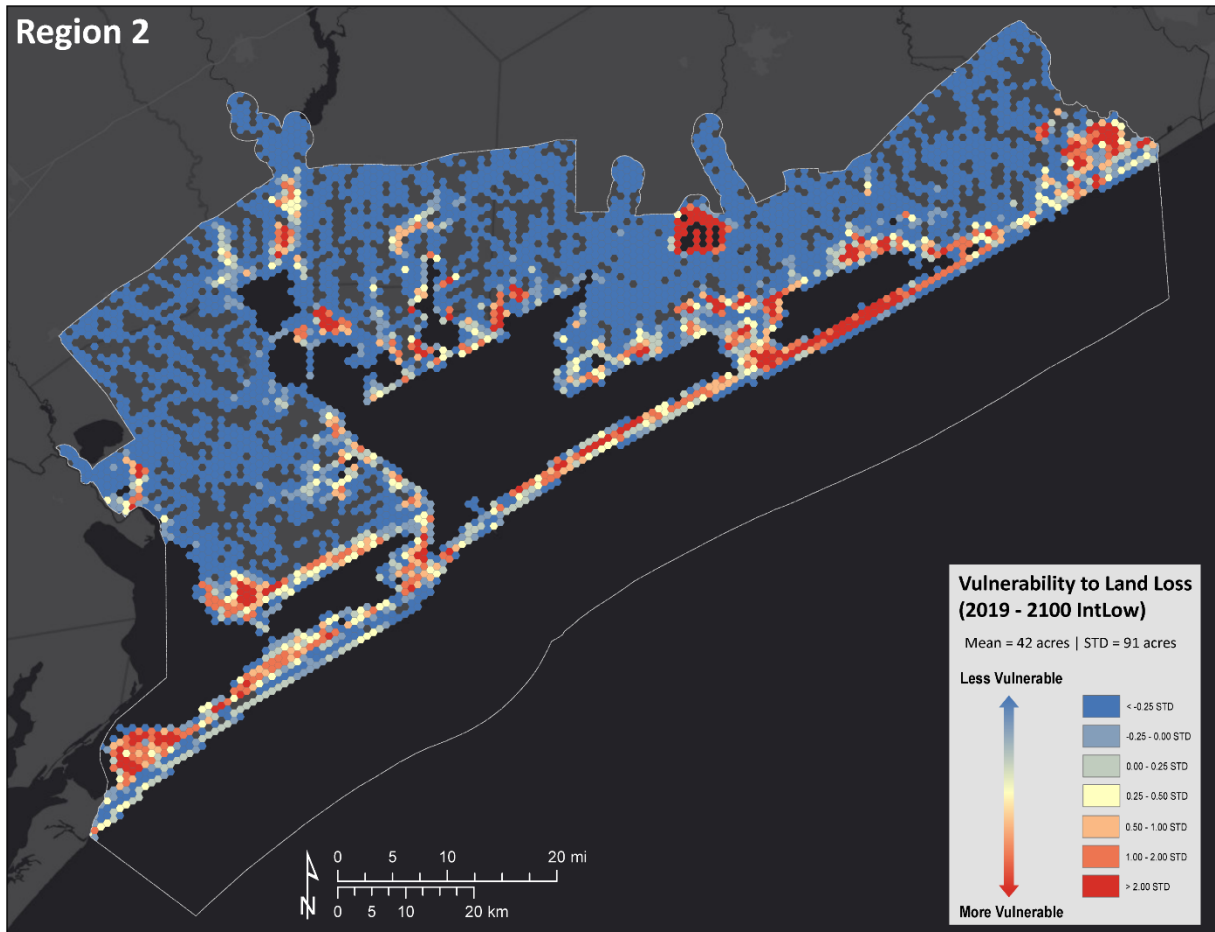 Region 2
Vulnerability to Land Loss
(2019 - 2100 IntLow)
Mean = 42 acres | STD = 91 acres
Less Vulnerable
< -0.25 STD
-0.25 - 0.00 STD
0.00 - 0.25 STD
0.25 - 0.50 STD
0.50 - 1.00 STD
1.00 - 2.00 STD
> 2.00 STD
More Vulnerable
N
0 5 10 20 mi
0 5 10 20 km